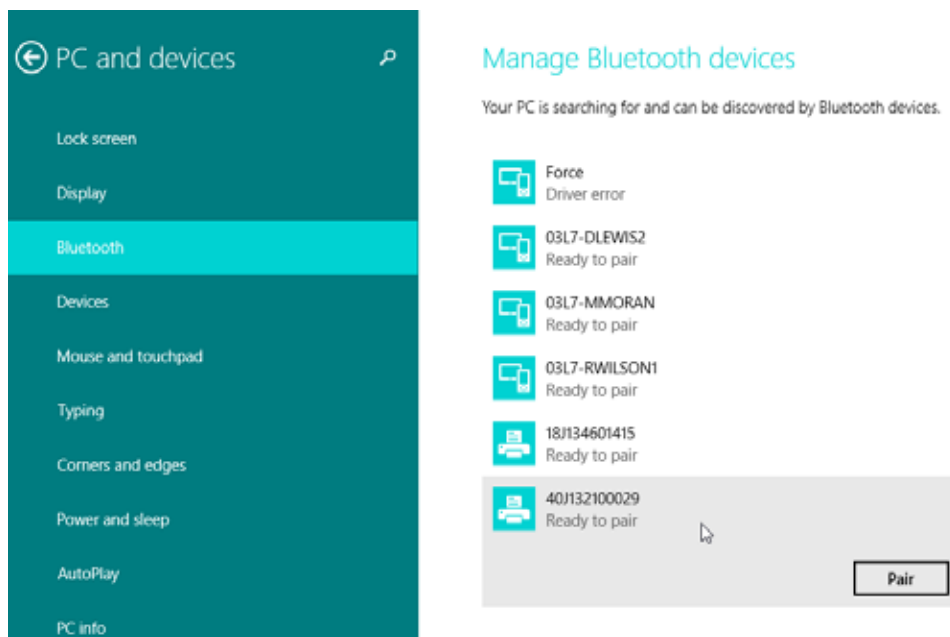 PC and devices
Lock screen
Display
Bluetooth
Devices
Mouse and touchpad
Typing
Corners and edges
Power and sleep
AutoPlay
PC info
Manage Bluetooth devices
Your PC is searching for and can be discovered by Bluetooth devices.
Force
Driver error
03L7-DLEWIS2
Ready to pair
03L7-MMORAN
Ready to pair
03L7-RWILSON1
Ready to pair
18J134601415
Ready to pair
40J132100029
Ready to pair
Pair